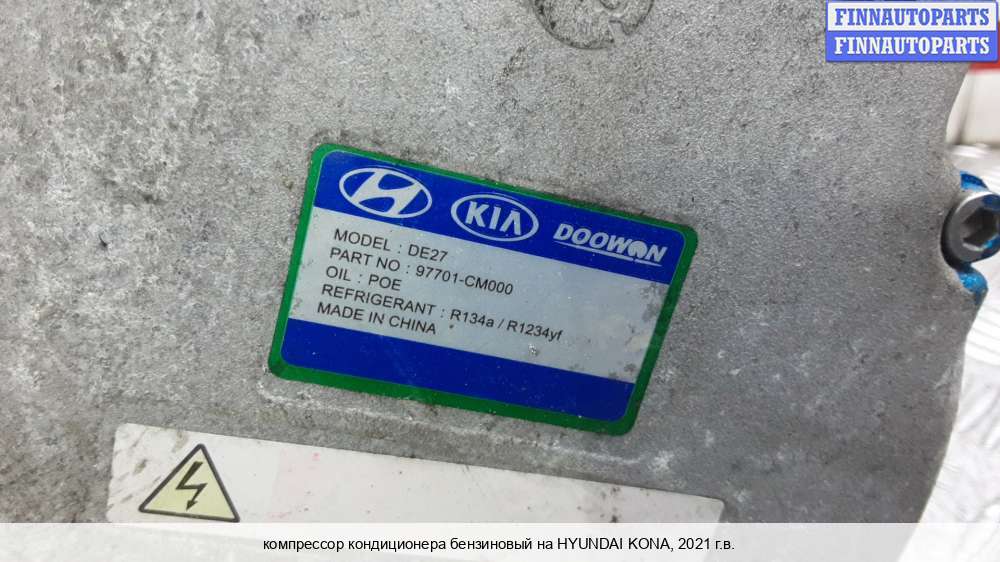 FINNAUTOPARTS
FINNAUTOPARTS
KIA DOOWON
MODEL : DE27
PART NO : 97701-CM000
OIL : POE
REFRIGERANT : R134a / R1234yf
MADE IN CHINA
компрессор кондиционера бензиновый на HYUNDAI KONA, 2021 г.в.